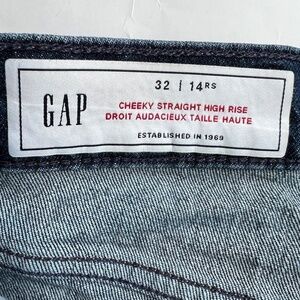 32 | 14RS
GAP
CHEEKY STRAIGHT HIGH RISE
DROIT AUDACIEUX TAILLE HAUTE
ESTABLISHED IN 1969